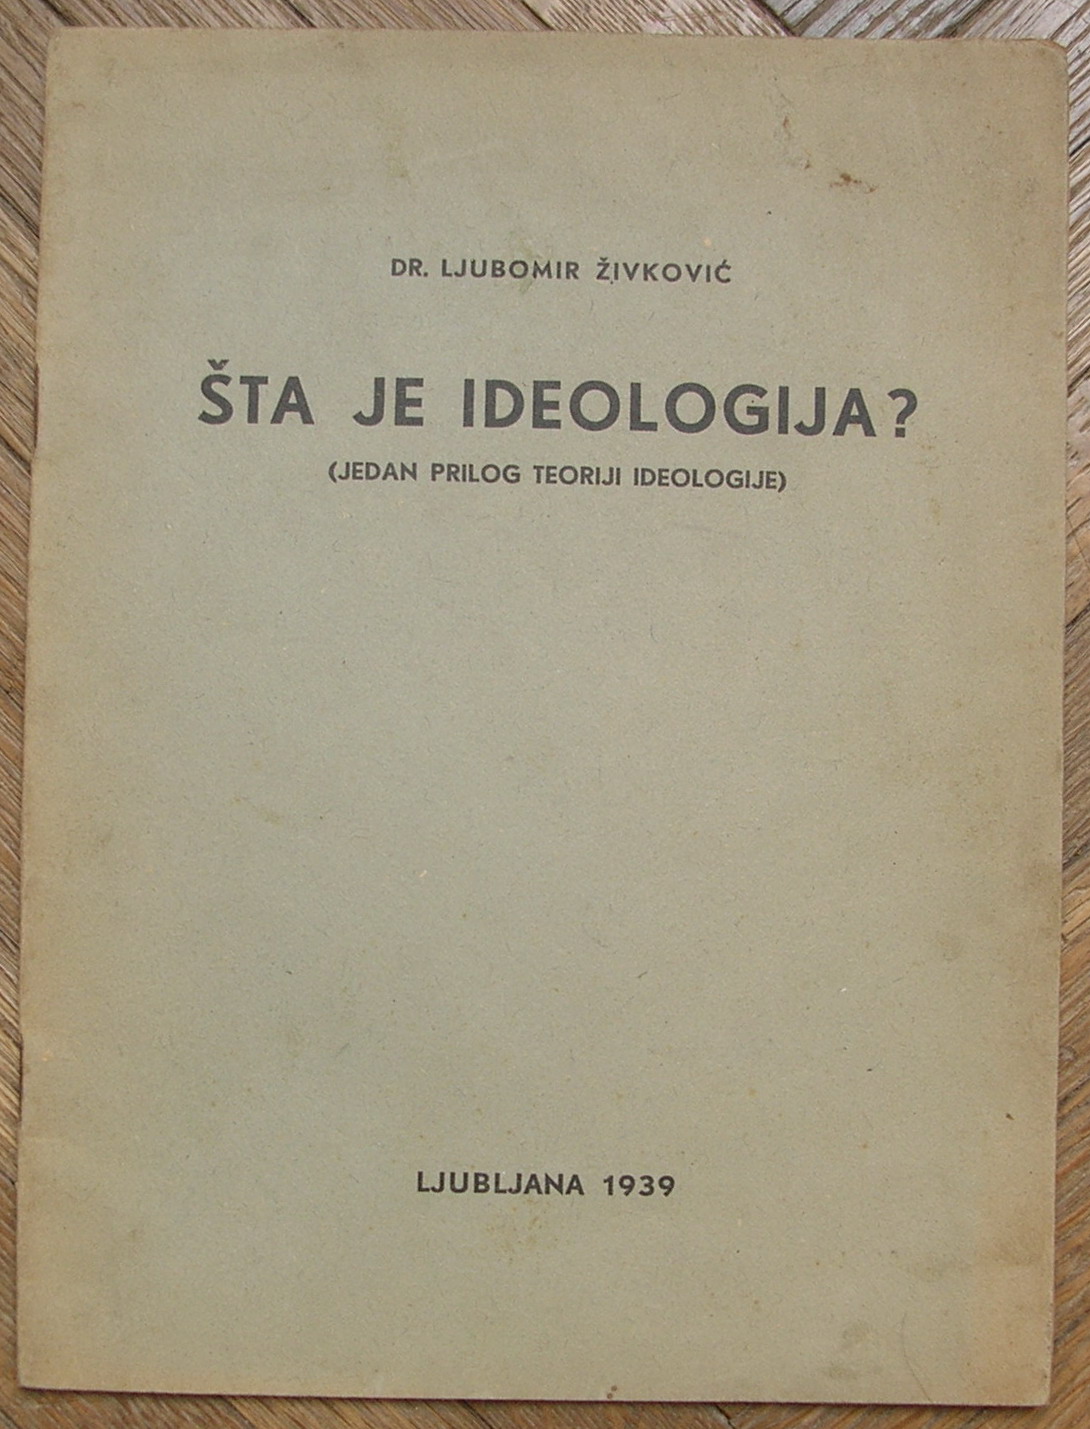 DR. LJUBOMIR ŽIVKOVIĆ
ŠTA JE IDEOLOGIJA?
(JEDAN PRILOG TEORIJI IDEOLOGIJE)
LJUBLJANA 1939